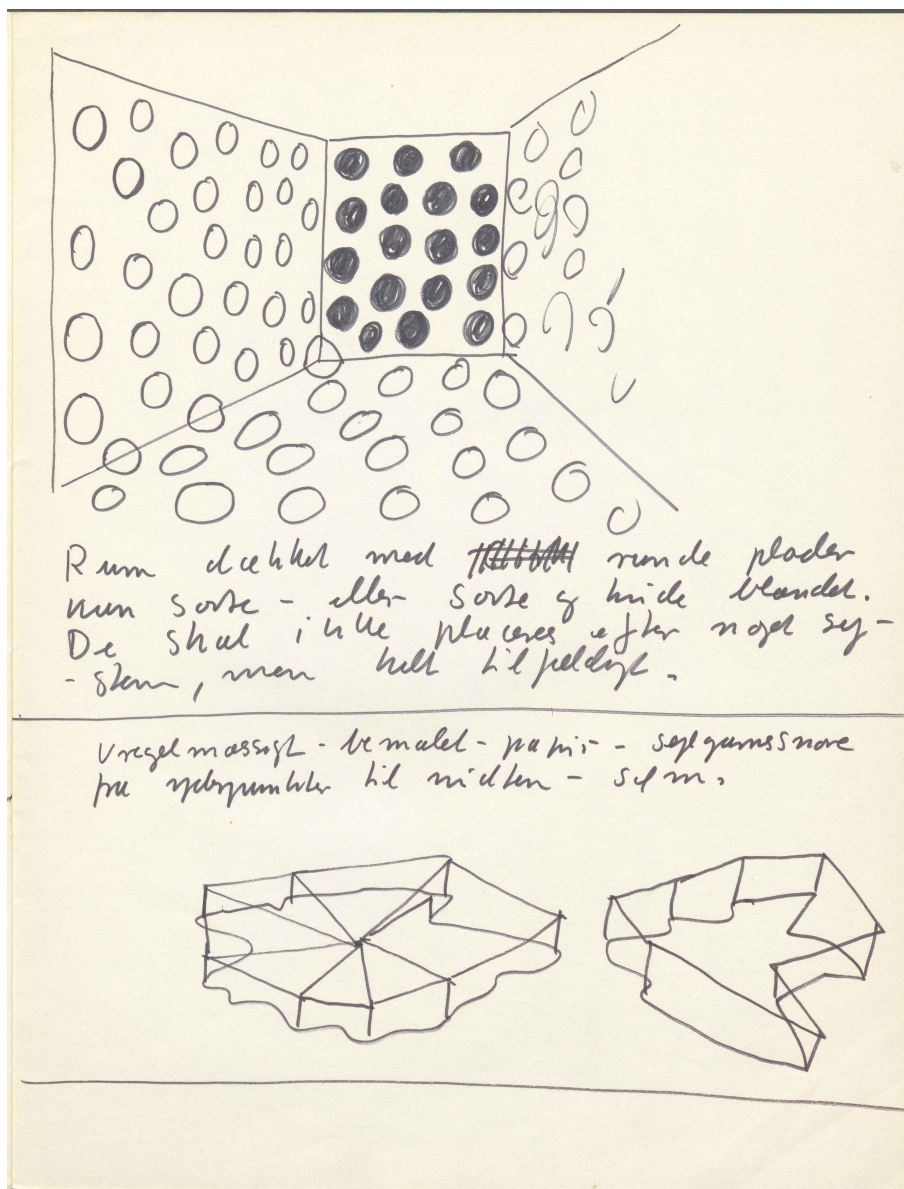 Rum dækket med runde plader
kun sorte - eller sorte og hvide blandet.
De skal ikke placeres efter noget sy-
- stem, men helt tilfældigt.
Uregelmæssigt - bemalet - papir - sejlgarnssnore
fra yderpunkter til midten -